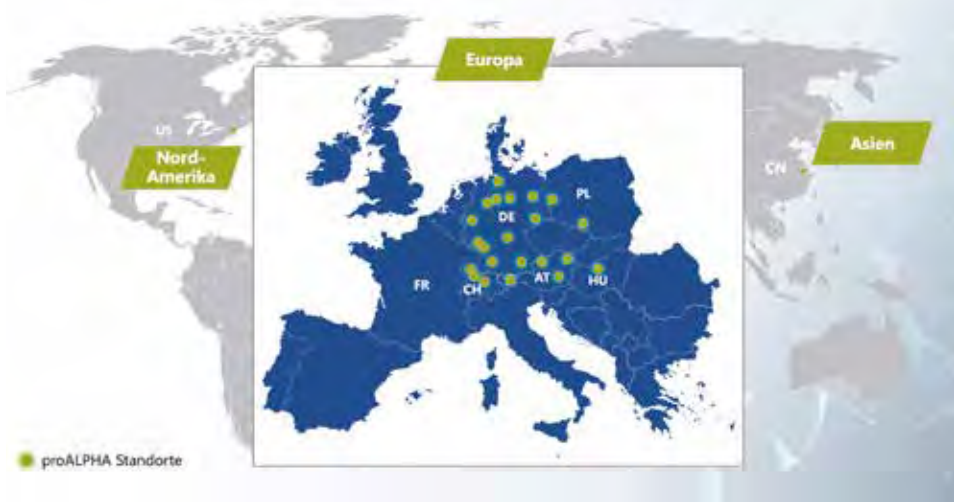 Europa
US
Nord-
Amerika
Asien
CN
PL
DE
FR
CH
AT
HU
proALPHA Standorte